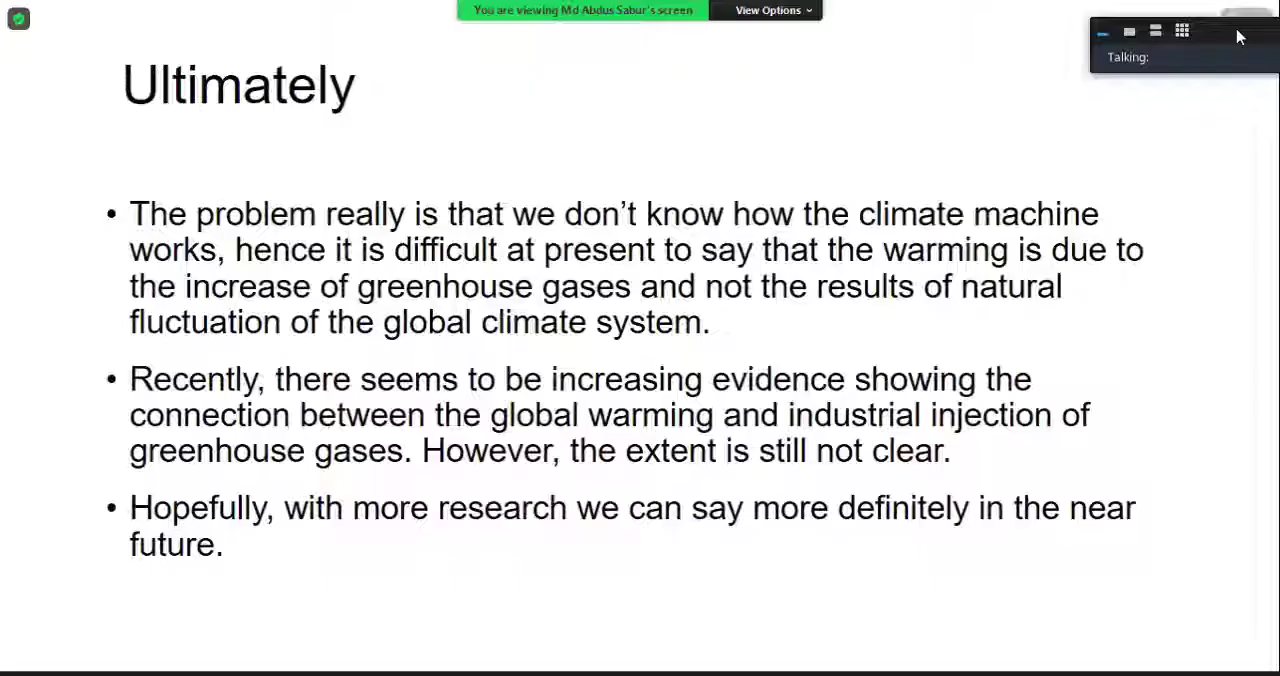 You are viewing Md Abdus Sabur's screen
View Options
Talking:
Ultimately
• The problem really is that we don’t know how the climate machine
works, hence it is difficult at present to say that the warming is due to
the increase of greenhouse gases and not the results of natural
fluctuation of the global climate system.
• Recently, there seems to be increasing evidence showing the
connection between the global warming and industrial injection of
greenhouse gases. However, the extent is still not clear.
• Hopefully, with more research we can say more definitely in the near
future.